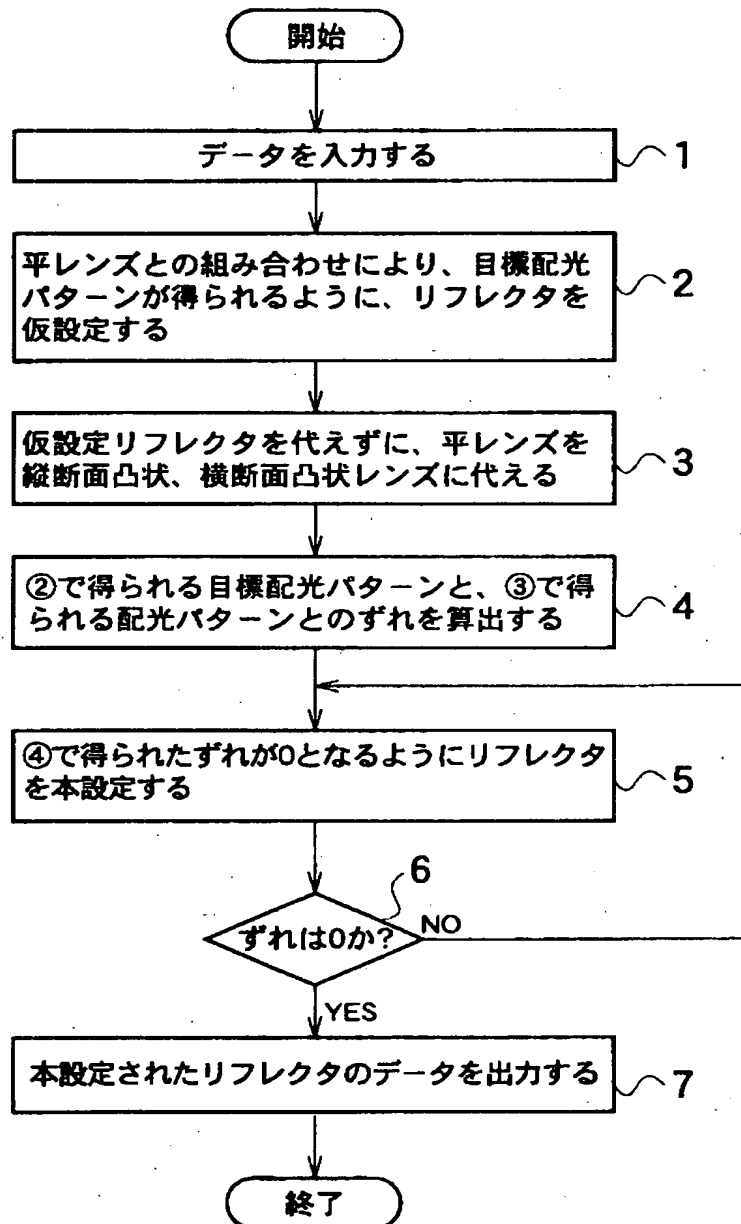 開始
データを入力する
1
平レンズとの組み合わせにより、目標配光
パターンが得られるように、リフレクタを
仮設定する
2
仮設定リフレクタを代えずに、平レンズを
縦断面凸状、横断面凸状レンズに代える
3
②で得られる目標配光パターンと、③で得
られる配光パターンとのずれを算出する
4
④で得られたずれが0となるようにリフレクタ
を本設定する
5
6
ずれは0か?
NO
YES
本設定されたリフレクタのデータを出力する
7
終了